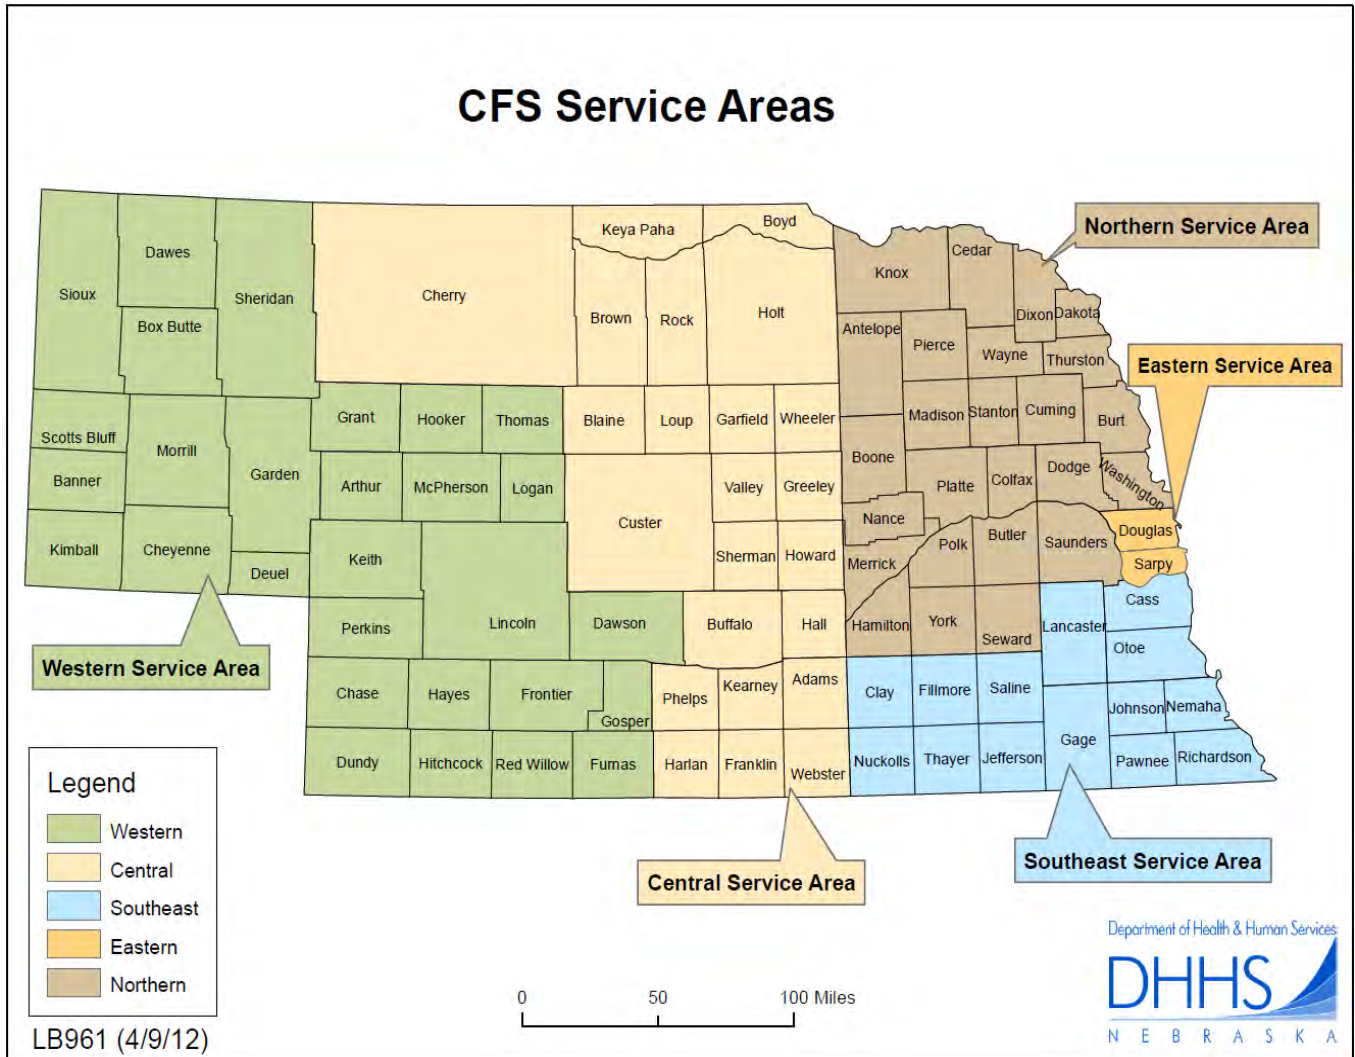 CFS Service Areas
Keya Paha
Boyd
Northern Service Area
Dawes
Cedar
Knox
Sioux
Sheridan
Cherry
Holt
Brown
Rock
Dixon
Dakota
Box Butte
Antelope
Pierce
Wayne
Thurston
Eastern Service Area
Grant
Hooker
Thomas
Blaine
Loup
Garfield
Wheeler
Madison
Stanton
Cuming
Burt
Scotts Bluff
Morrill
Boone
Dodge
Washington
Banner
Garden
Arthur
McPherson
Logan
Valley
Greeley
Platte
Colfax
Custer
Nance
Douglas
Kimball
Cheyenne
Keith
Sherman
Howard
Polk
Butler
Saunders
Deuel
Merrick
Sarpy
Cass
Perkins
Lincoln
Dawson
Buffalo
Hall
Hamilton
York
Seward
Lancaster
Otoe
Western Service Area
Chase
Hayes
Frontier
Gosper
Phelps
Kearney
Adams
Clay
Fillmore
Saline
Johnson
Nemaha
Dundy
Hitchcock
Red Willow
Furnas
Harlan
Franklin
Webster
Nuckolls
Thayer
Jefferson
Gage
Pawnee
Richardson
Legend
Western
Central
Southeast
Eastern
Northern
Central Service Area
Southeast Service Area
0 50 100 Miles
LB961 (4/9/12)
Department of Health & Human Services
DHHS
NEBRASKA